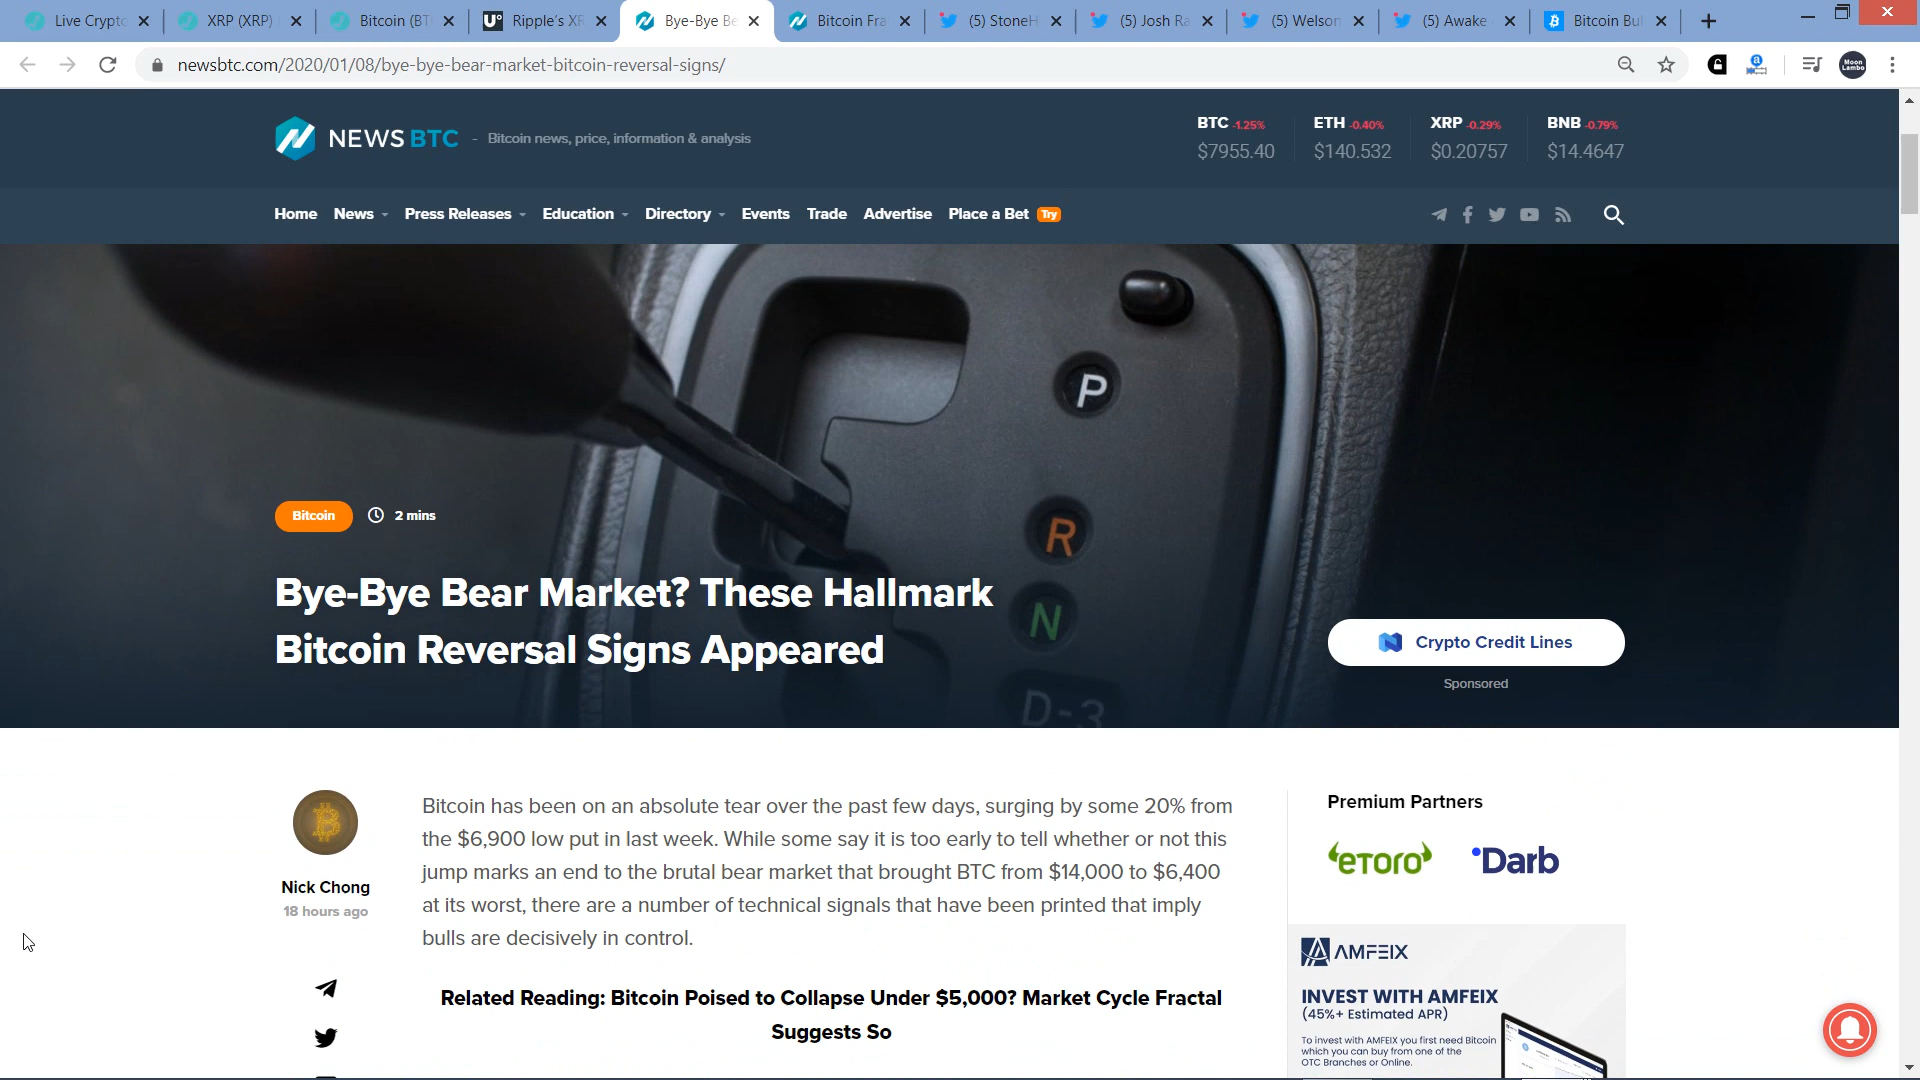 Live Crypto
XRP (XRP)
Bitcoin (BT
Ripple's XR
Bye-Bye Be
Bitcoin Fra
(5) StoneH
(5) Josh Ra
(5) Welson
(5) Awake
Bitcoin Bul
newsbtc.com/2020/01/08/bye-bye-bear-market-bitcoin-reversal-signs/
Moon
Lambo
NEWS BTC - Bitcoin news, price, information & analysis
BTC -1.25% ETH -0.40% XRP -0.29% BNB -0.79%
$7955.40 $140.532 $0.20757 $14.4647
Home News Press Releases Education Directory Events Trade Advertise Place a Bet Try
P
R
N
D-3
Bitcoin 2 mins
Bye-Bye Bear Market? These Hallmark
Bitcoin Reversal Signs Appeared
Crypto Credit Lines
Sponsored
Nick Chong
18 hours ago
Bitcoin has been on an absolute tear over the past few days, surging by some 20% from
the $6,900 low put in last week. While some say it is too early to tell whether or not this
jump marks an end to the brutal bear market that brought BTC from $14,000 to $6,400
at its worst, there are a number of technical signals that have been printed that imply
bulls are decisively in control.
Related Reading: Bitcoin Poised to Collapse Under $5,000? Market Cycle Fractal
Suggests So
Premium Partners
eToro Darb
AMFEIX
INVEST WITH AMFEIX
(45%+ Estimated APR)
To invest with AMFEIX you first need Bitcoin
which you can buy from one of the
OTC Branches or Online.